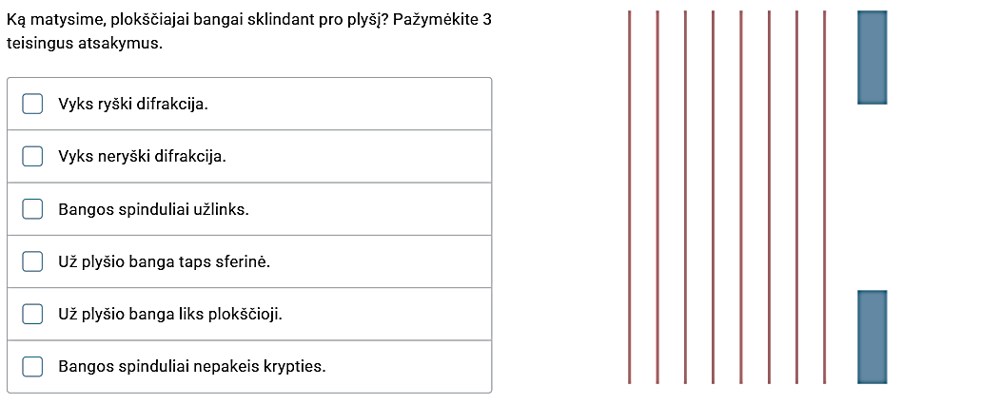 Ką matysime, plokščiajai bangai sklindant pro plyšį? Pažymėkite 3
teisingus atsakymus.
Vyks ryški difrakcija.
Vyks neryški difrakcija.
Bangos spinduliai užlinks.
Už plyšio banga taps sferinė.
Už plyšio banga liks plokščioji.
Bangos spinduliai nepakeis krypties.